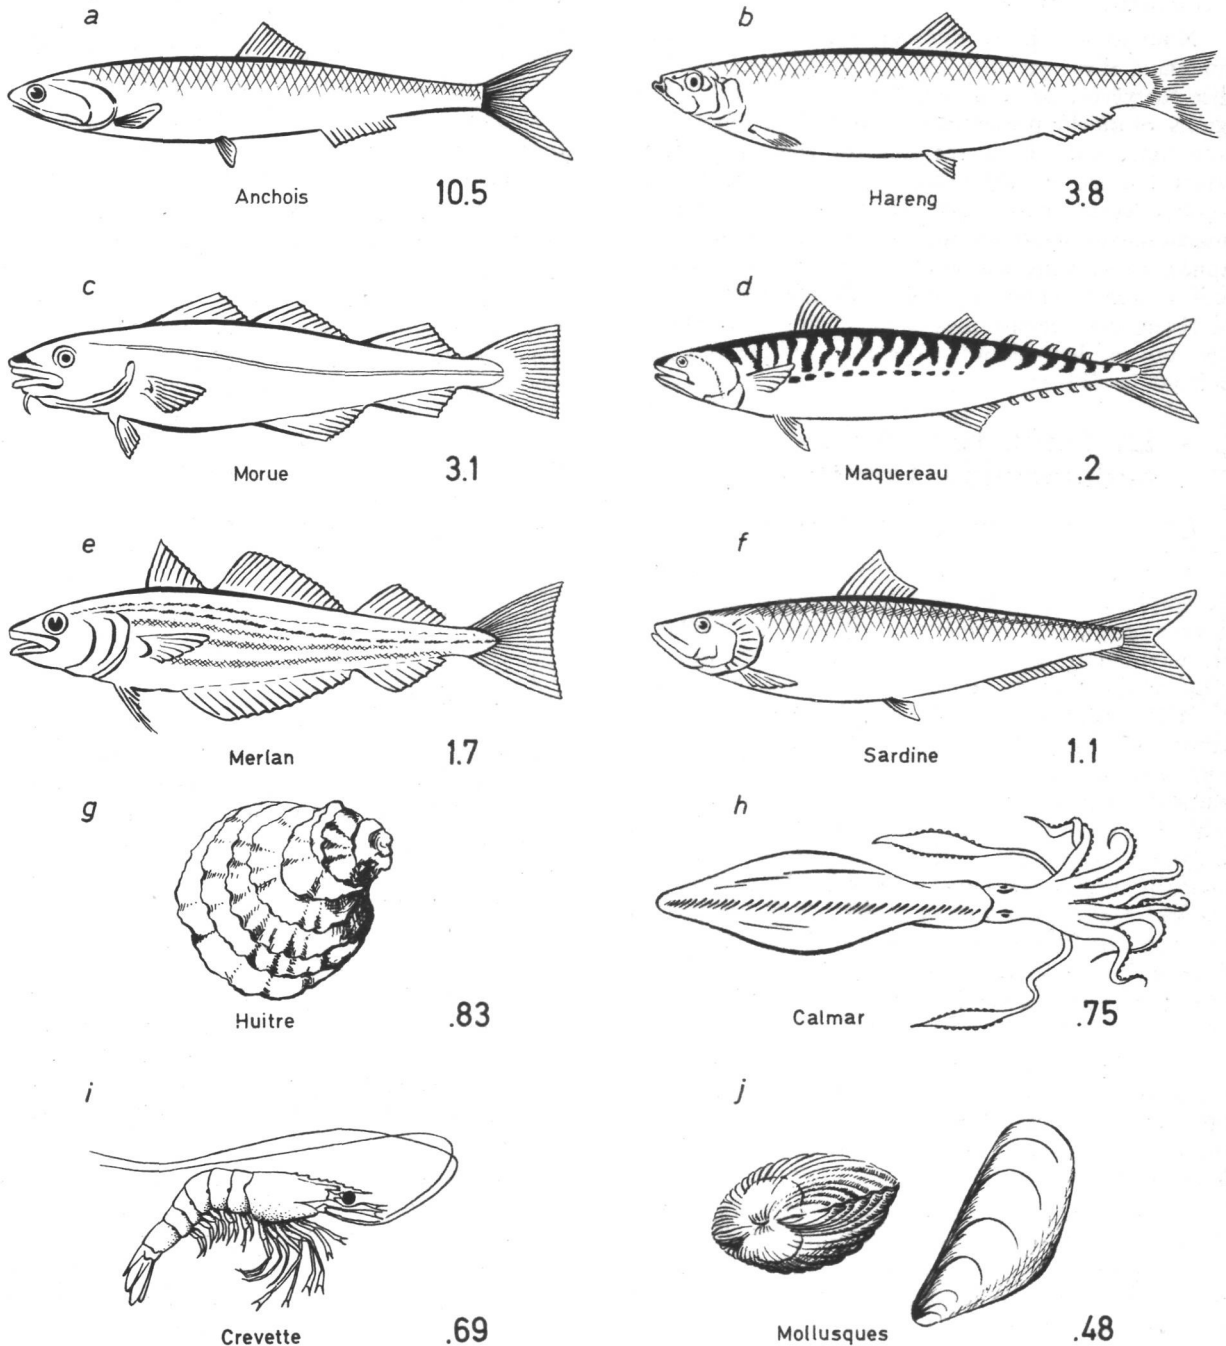 a
b
Anchois 10.5
Hareng 3.8
c
d
Morue 3.1
Maquereau .2
e
f
Merlan 1.7
Sardine 1.1
g
h
Huitre .83
Calmar .75
i
j
Crevette .69
Mollusques .48